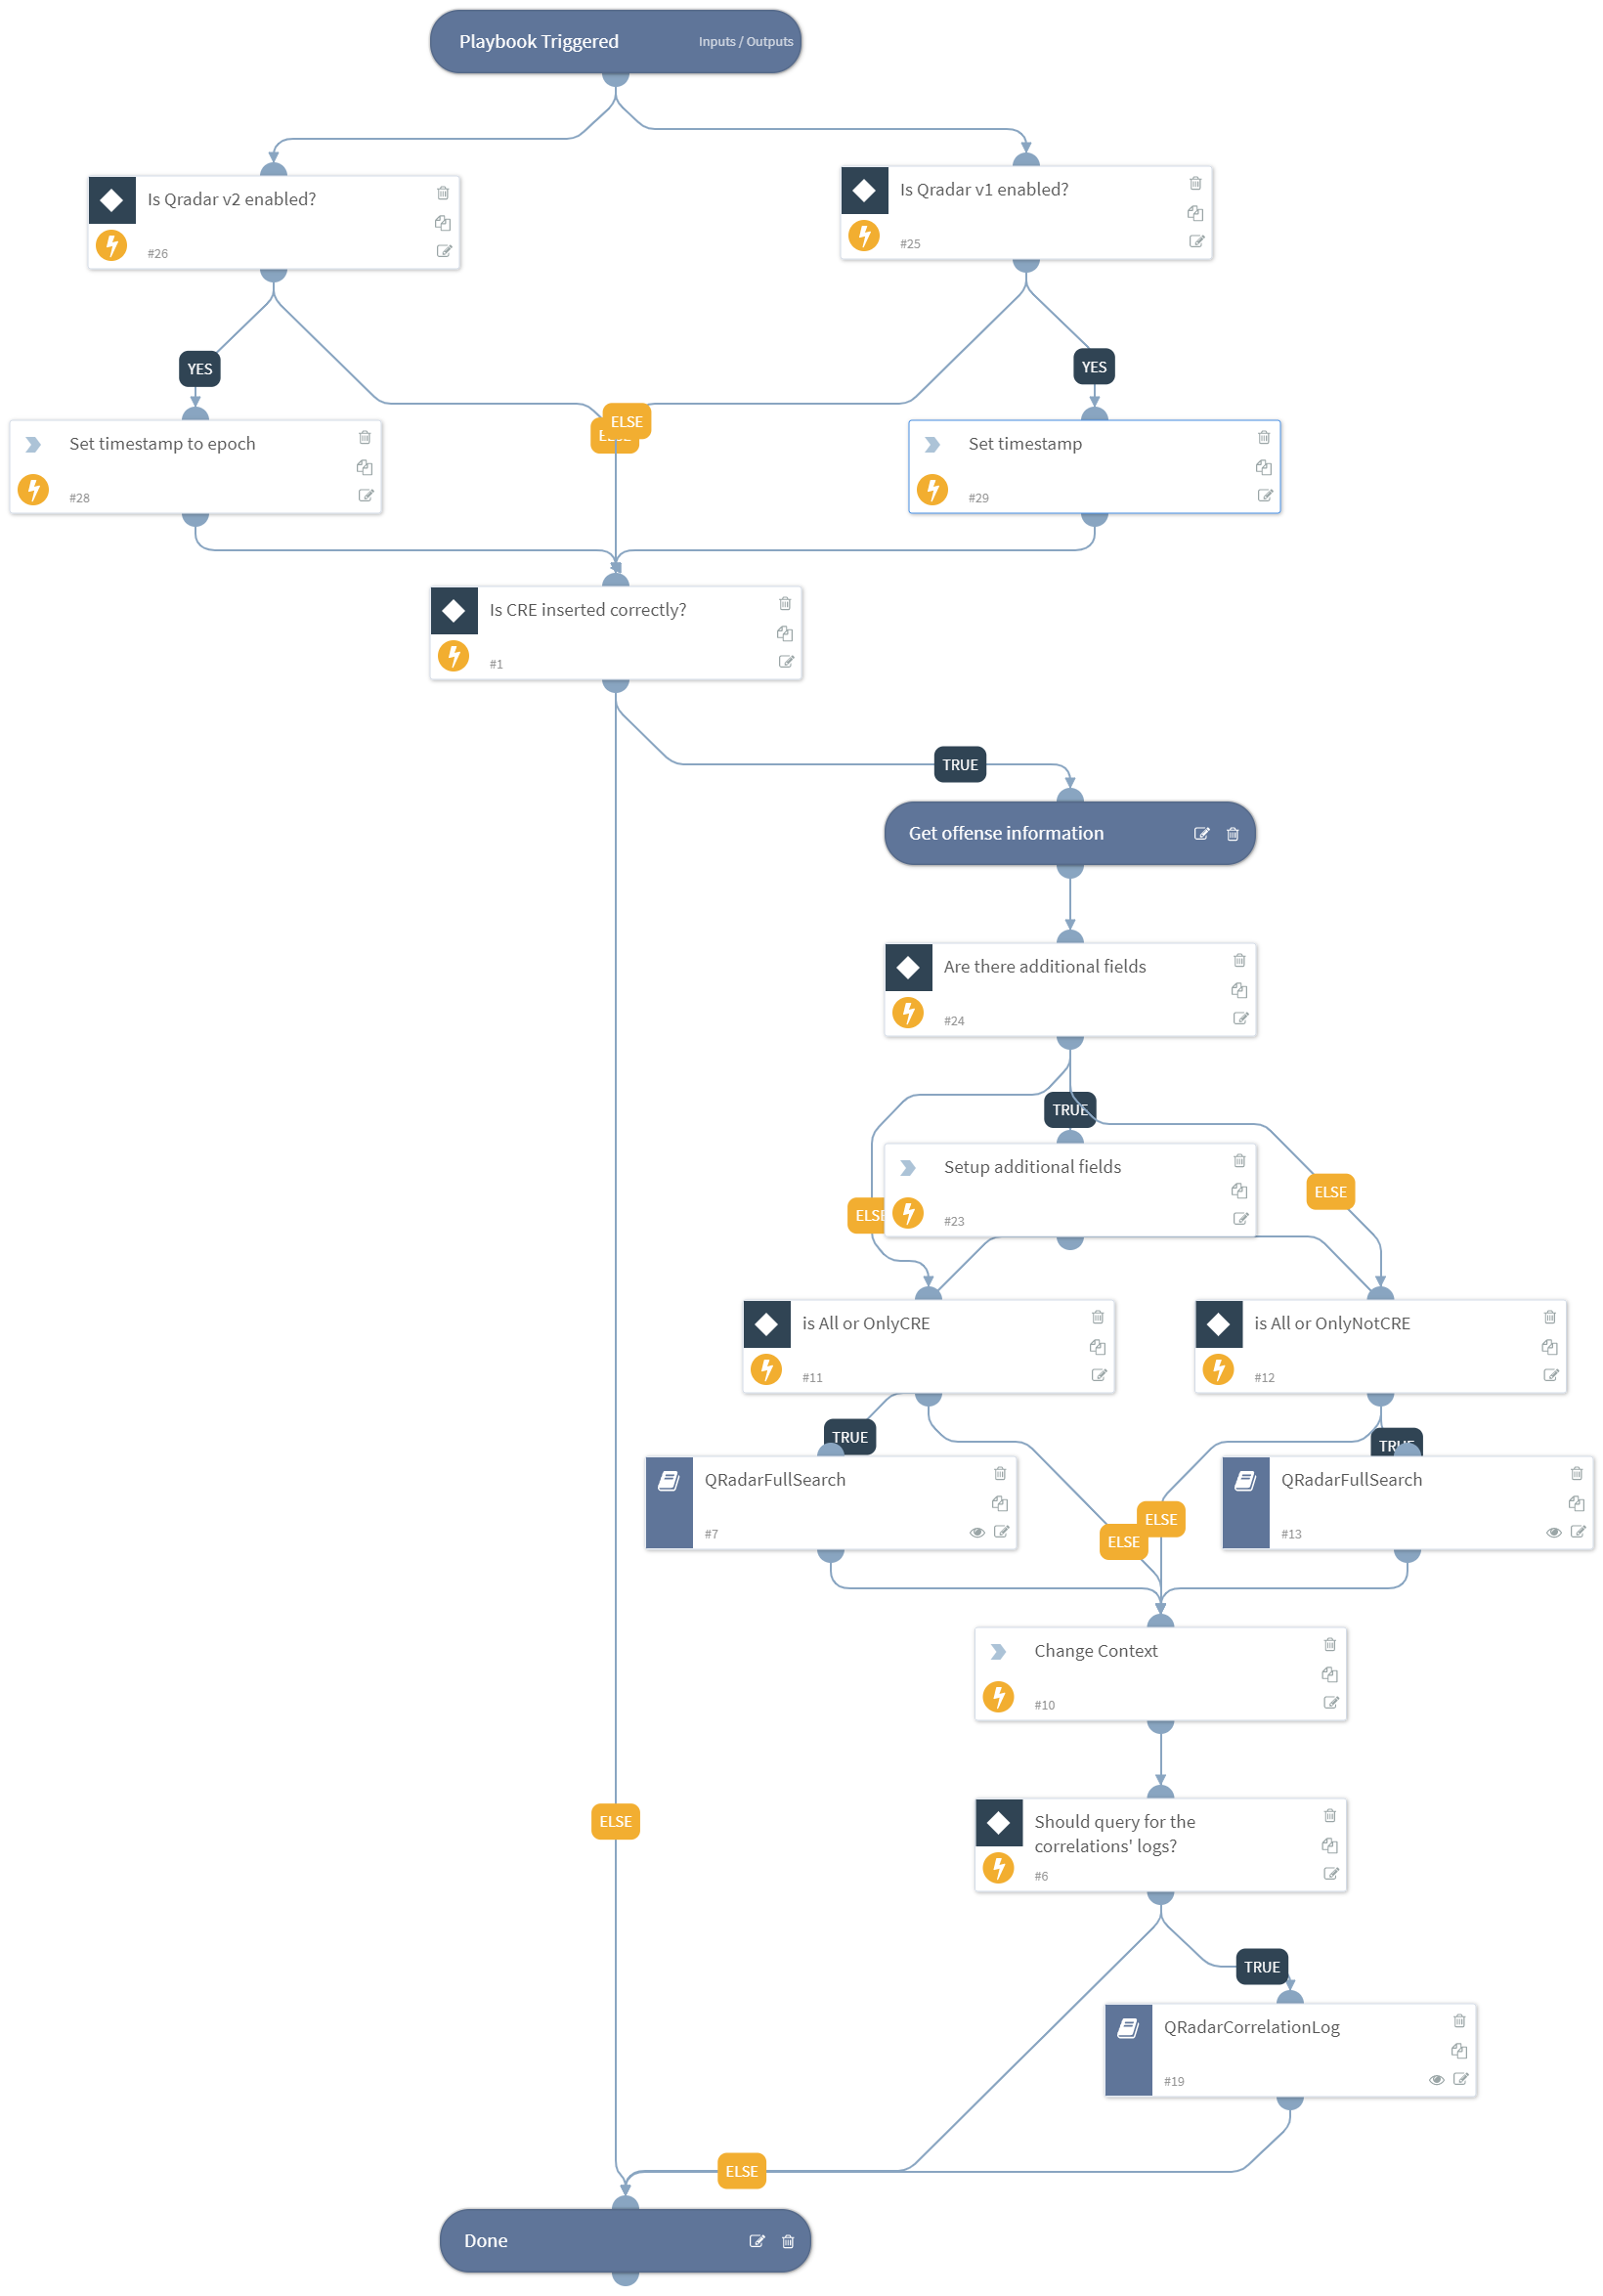 Playbook Triggered
Inputs / Outputs
Is Qradar v2 enabled?
#26
Is Qradar v1 enabled?
#25
YES
YES
ELSE
ELSE
Set timestamp to epoch
#28
Set timestamp
#29
Is CRE inserted correctly?
#1
TRUE
Get offense information
Are there additional fields
#24
TRUE
Setup additional fields
#23
ELSE
ELSE
is All or OnlyCRE
#11
is All or OnlyNotCRE
#12
TRUE
TRUE
QRadarFullSearch
#7
QRadarFullSearch
#13
ELSE
ELSE
Change Context
#10
Should query for the
correlations' logs?
#6
ELSE
TRUE
QRadarCorrelationLog
#19
ELSE
Done